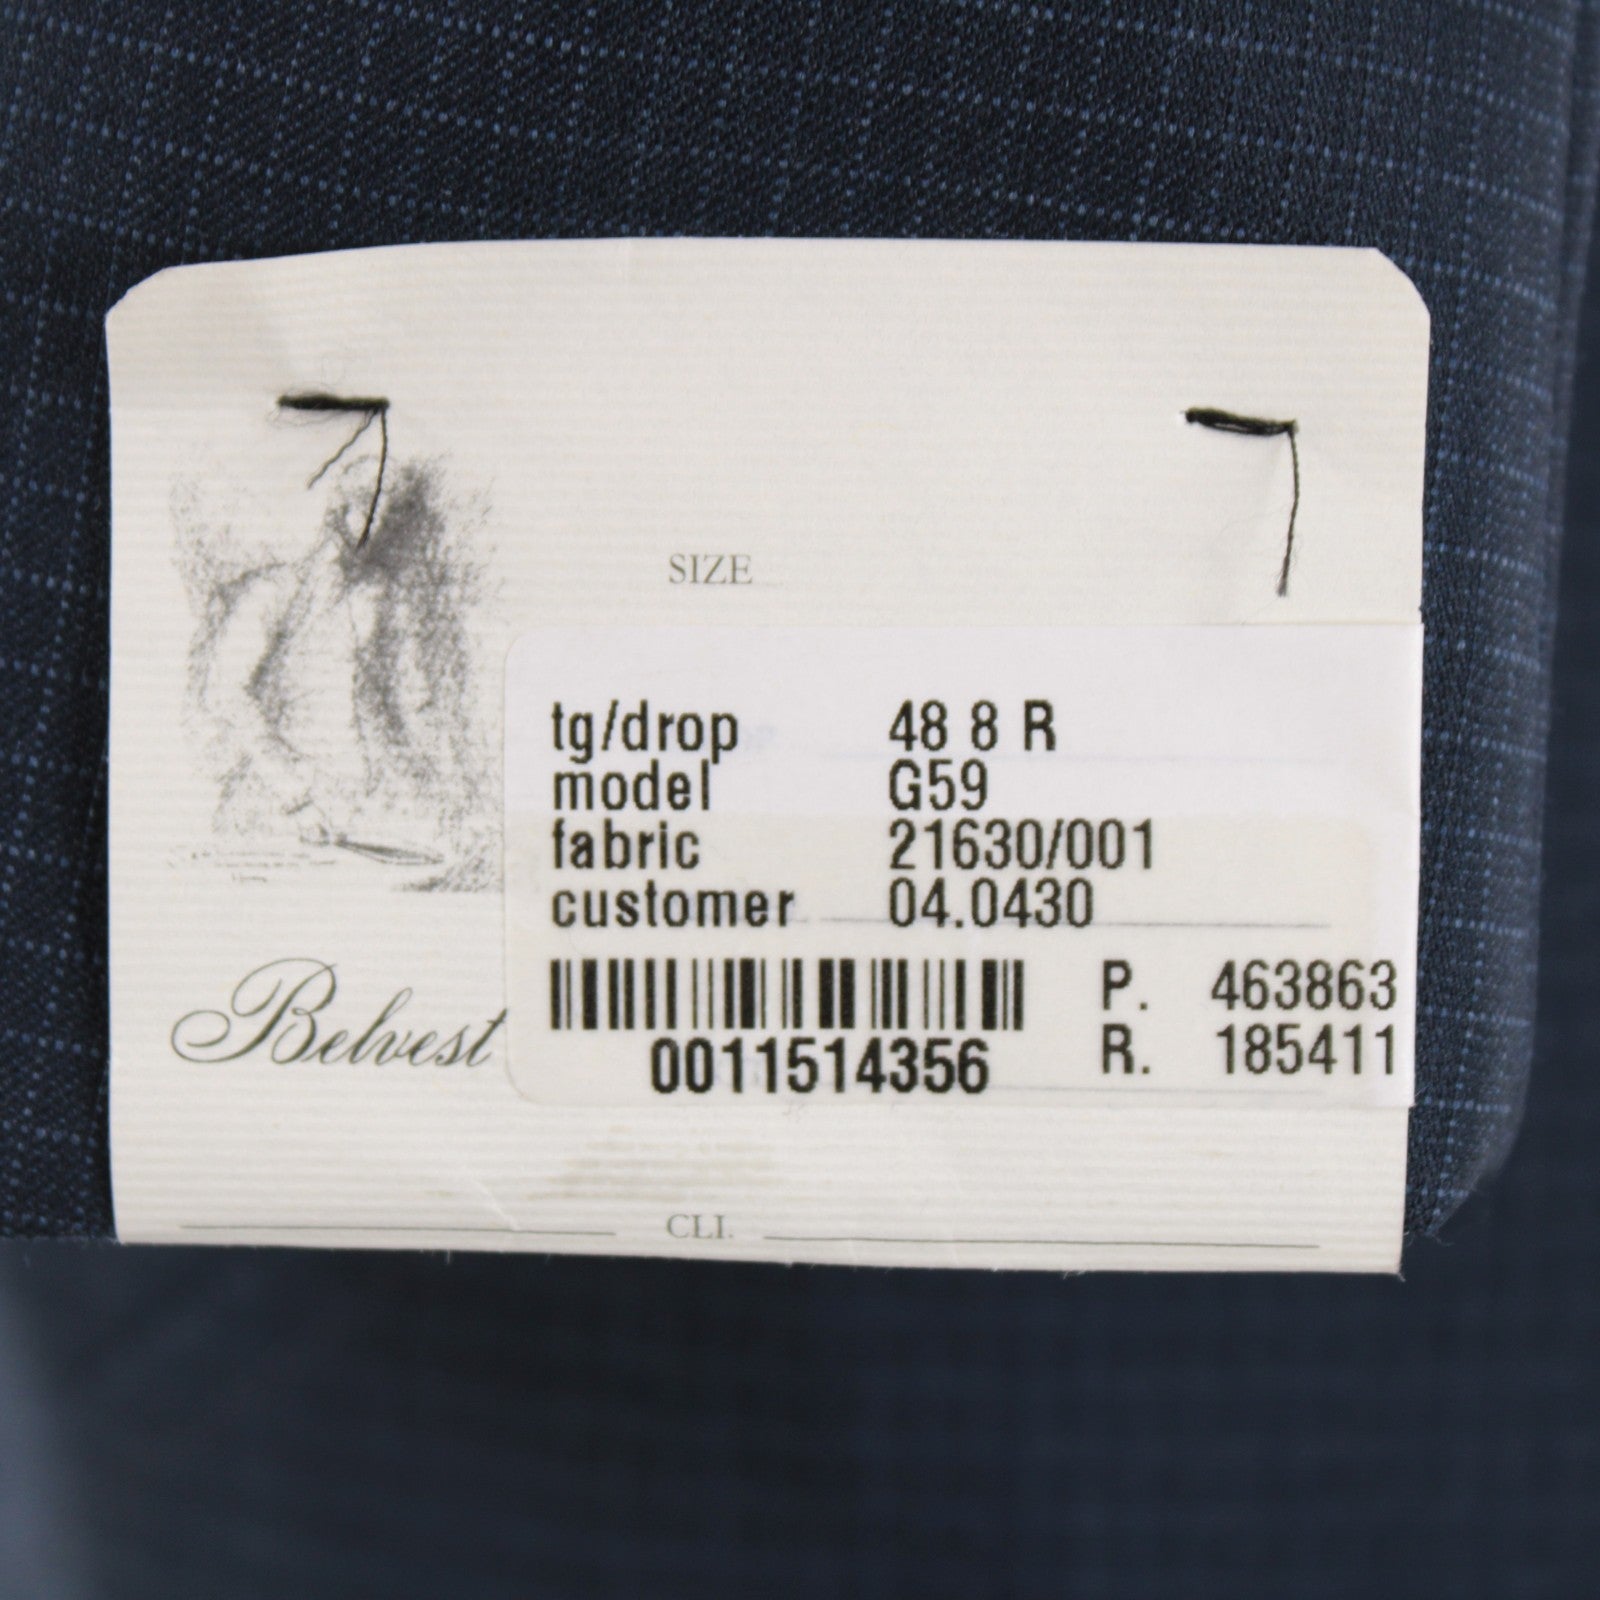 SIZE
tg/drop 48 8 R
model G59
fabric 21630/001
customer 04.0430
P. 463863
R. 185411
0011514356
Belvest
CLI.